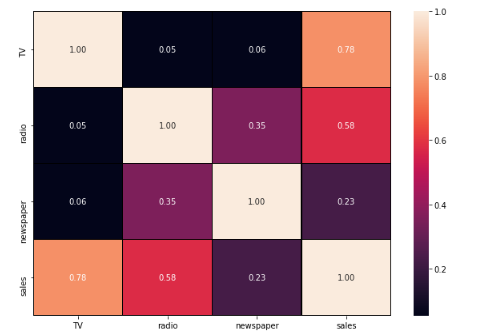 TV 1.00 0.05 0.06 0.78
radio 0.05 1.00 0.35 0.58
newspaper 0.06 0.35 1.00 0.23
sales 0.78 0.58 0.23 1.00
TV radio newspaper sales
1.0
0.8
0.6
0.4
0.2